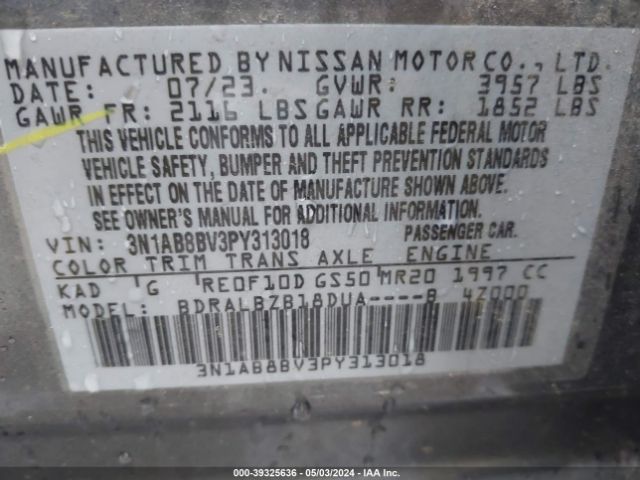 MANUFACTURED BY NISSAN MOTOR CO., LTD.
DATE: 07/23. GVWR: 3957 LBS
GAWR FR: 2116 LBS GAWR RR: 1852 LBS
THIS VEHICLE CONFORMS TO ALL APPLICABLE FEDERAL MOTOR
VEHICLE SAFETY, BUMPER AND THEFT PREVENTION STANDARDS
IN EFFECT ON THE DATE OF MANUFACTURE SHOWN ABOVE.
SEE OWNER'S MANUAL FOR ADDITIONAL INFORMATION.
VIN: 3N1AB8BV3PY313018 PASSENGER CAR.
COLOR TRIM TRANS AXLE ENGINE
KAD G RE0F10D GS50 MR20 1997 CC
MODEL: BDRALBZB18DUA----B 4Z000
3N1AB8BV3PY313018
000-39325636 - 05/03/2024 - IAA Inc.